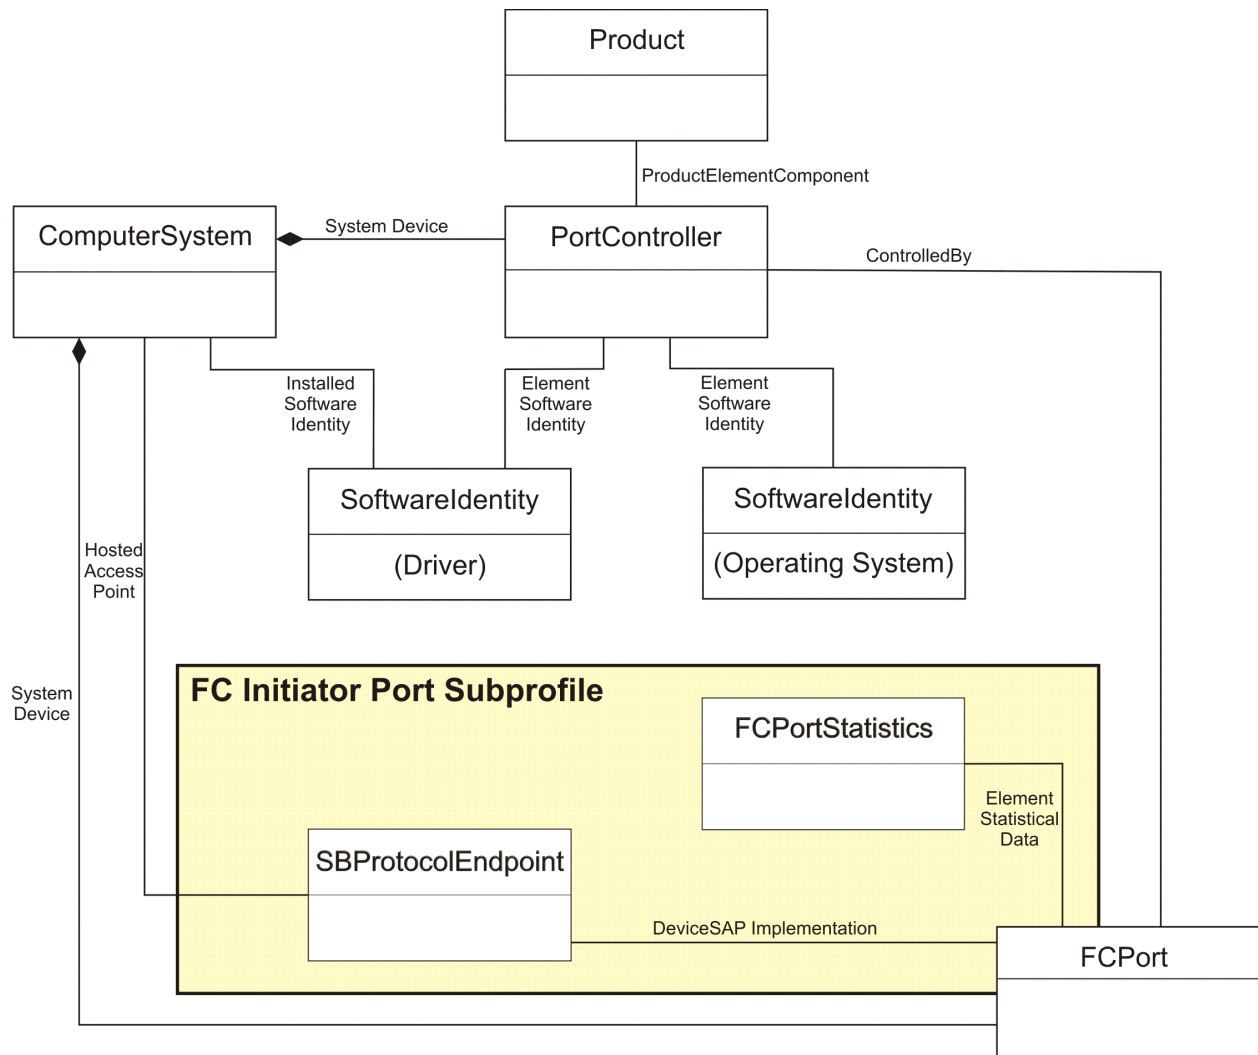 Product
ProductElementComponent
ComputerSystem
System Device
PortController
ControlledBy
Installed
Software
Identity
Element
Software
Identity
Element
Software
Identity
SoftwareIdentity
(Driver)
SoftwareIdentity
(Operating System)
Hosted
Access
Point
System
Device
FC Initiator Port Subprofile
FCPortStatistics
Element
Statistical
Data
SBProtocolEndpoint
DeviceSAP Implementation
FCPort